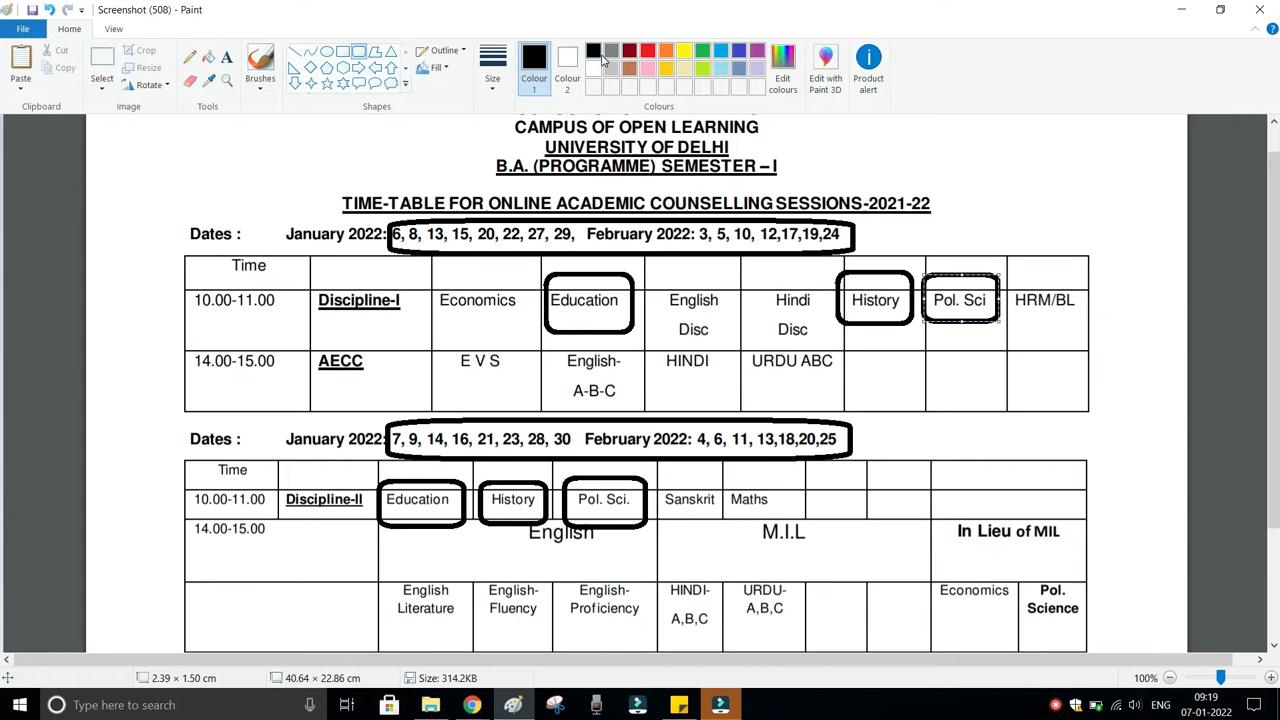 Screenshot (508) - Paint
File
Home
View
Paste
Cut
Copy
Clipboard
Select
Crop
Resize
Rotate
Image
Tools
Outline
Fill
Brushes
Shapes
Size
Colour 1
Colour 2
Edit colours
Colours
Edit with Paint 3D
Product alert
CAMPUS OF OPEN LEARNING
UNIVERSITY OF DELHI
B.A. (PROGRAMME) SEMESTER – I
TIME-TABLE FOR ONLINE ACADEMIC COUNSELLING SESSIONS-2021-22
Dates : January 2022: 6, 8, 13, 15, 20, 22, 27, 29, February 2022: 3, 5, 10, 12,17,19,24
Time
10.00-11.00 Discipline-I Economics Education English Disc Hindi Disc History Pol. Sci HRM/BL
14.00-15.00 AECC E V S English-A-B-C HINDI URDU ABC
Dates : January 2022: 7, 9, 14, 16, 21, 23, 28, 30 February 2022: 4, 6, 11, 13,18,20,25
Time
10.00-11.00 Discipline-II Education History Pol. Sci. Sanskrit Maths
14.00-15.00 English M.I.L In Lieu of MIL
English Literature English-Fluency English-Proficiency HINDI-A,B,C URDU-A,B,C Economics Pol. Science
2.39 × 1.50 cm
40.64 × 22.86 cm
Size: 314.2KB
100%
Type here to search
ENG
09:19
07-01-2022